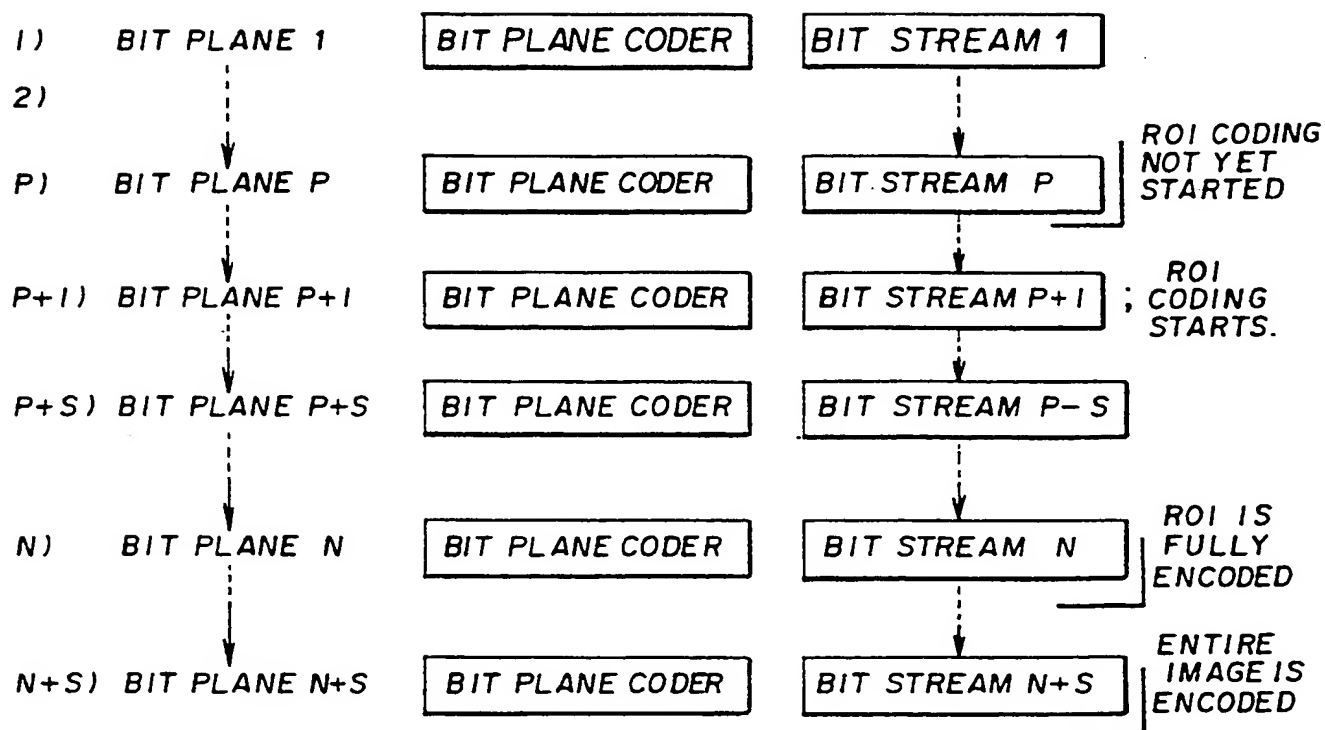 1) BIT PLANE 1 BIT PLANE CODER BIT STREAM 1
2)
P) BIT PLANE P BIT PLANE CODER BIT STREAM P
ROI CODING
NOT YET
STARTED
P+1) BIT PLANE P+1 BIT PLANE CODER BIT STREAM P+1 ;
ROI
CODING
STARTS.
P+S) BIT PLANE P+S BIT PLANE CODER BIT STREAM P-S
N) BIT PLANE N BIT PLANE CODER BIT STREAM N
ROI IS
FULLY
ENCODED
N+S) BIT PLANE N+S BIT PLANE CODER BIT STREAM N+S
ENTIRE
IMAGE IS
ENCODED